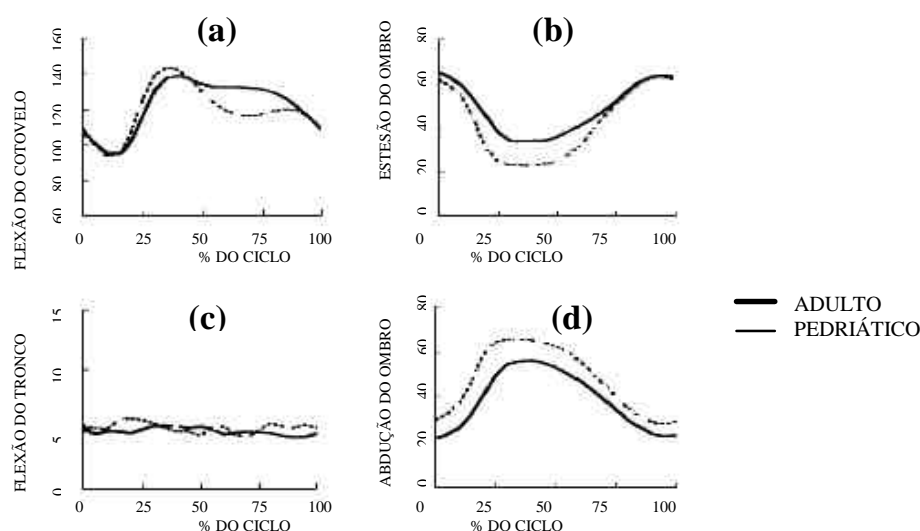 (a)
FLEXÃO DO COTOVELO
160
140
120
100
80
60
0 25 50 75 100
% DO CICLO
(b)
ESTESÃO DO OMBRO
80
60
40
20
0
0 25 50 75 100
% DO CICLO
(c)
FLEXÃO DO TRONCO
15
10
5
0
0 25 50 75 100
% DO CICLO
(d)
ABDUÇÃO DO OMBRO
80
60
40
20
0
0 25 50 75 100
% DO CICLO
ADULTO
PEDRIÁTICO